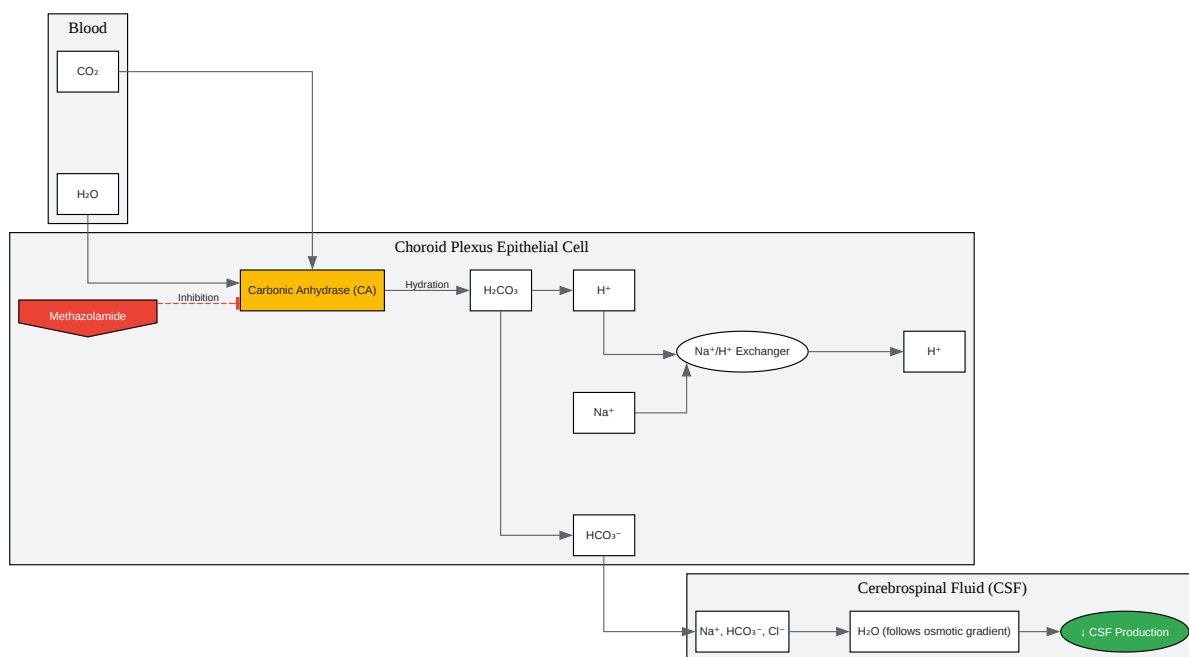 Blood
CO₂
H₂O
Choroid Plexus Epithelial Cell
Carbonic Anhydrase (CA)
Hydration
H₂CO₃
H⁺
Inhibition
Methazolamide
Na⁺/H⁺ Exchanger
H⁺
Na⁺
HCO₃⁻
Cerebrospinal Fluid (CSF)
Na⁺, HCO₃⁻, Cl⁻
H₂O (follows osmotic gradient)
↓ CSF Production